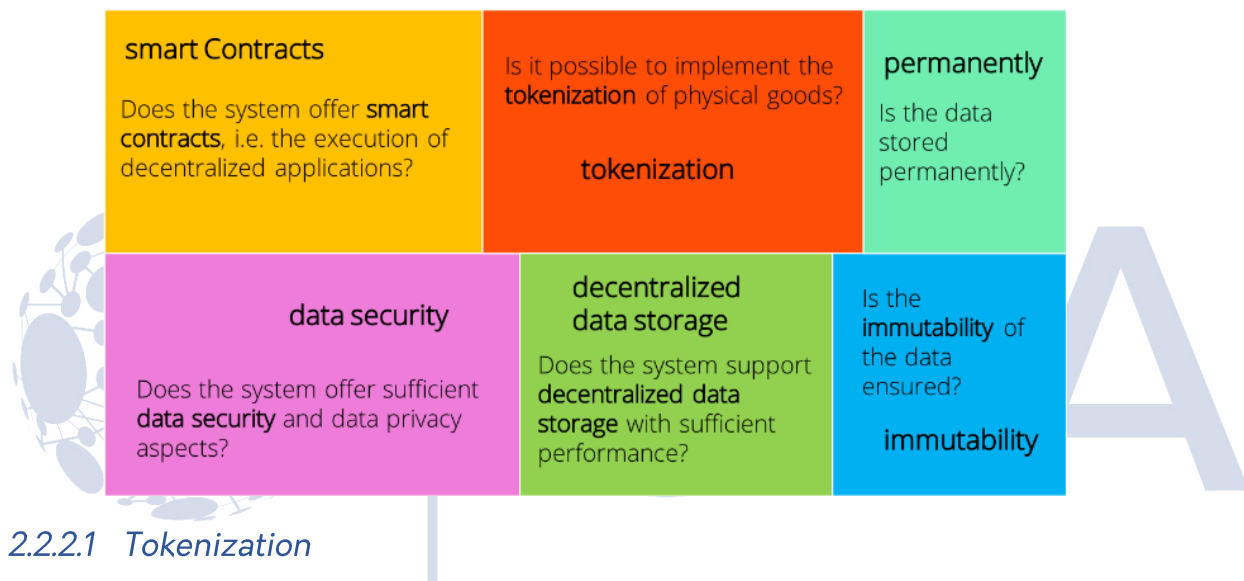 smart Contracts
Does the system offer smart
contracts, i.e. the execution of
decentralized applications?
Is it possible to implement the
tokenization of physical goods?
tokenization
permanently
Is the data
stored
permanently?
data security
Does the system offer sufficient
data security and data privacy
aspects?
decentralized
data storage
Does the system support
decentralized data
storage with sufficient
performance?
Is the
immutability of
the data
ensured?
immutability
2.2.2.1 Tokenization